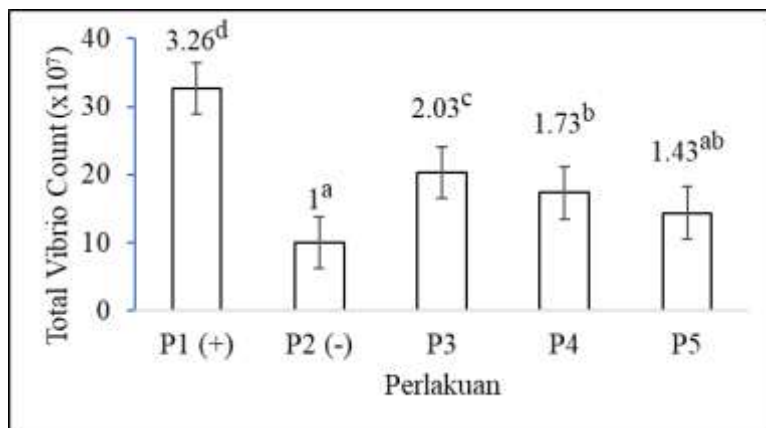 Total Vibrio Count (x10⁷)
40
30
20
10
0
3.26ᵈ
1ᵃ
2.03ᶜ
1.73ᵇ
1.43ᵃᵇ
P1 (+) P2 (-) P3 P4 P5
Perlakuan